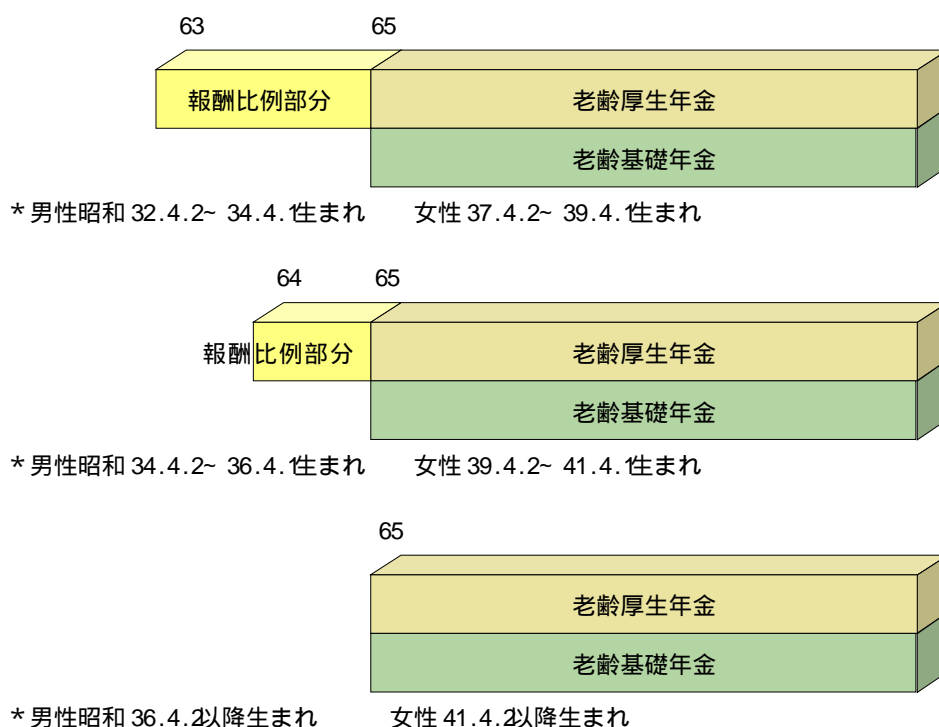 63 65
報酬比例部分 老齢厚生年金
老齢基礎年金
*男性昭和 32.4.2~ 34.4.1生まれ 女性 37.4.2~ 39.4.1生まれ
64 65
報酬比例部分 老齢厚生年金
老齢基礎年金
*男性昭和 34.4.2~ 36.4.1生まれ 女性 39.4.2~ 41.4.1生まれ
65
老齢厚生年金
老齢基礎年金
*男性昭和 36.4.2以降生まれ 女性 41.4.2以降生まれ